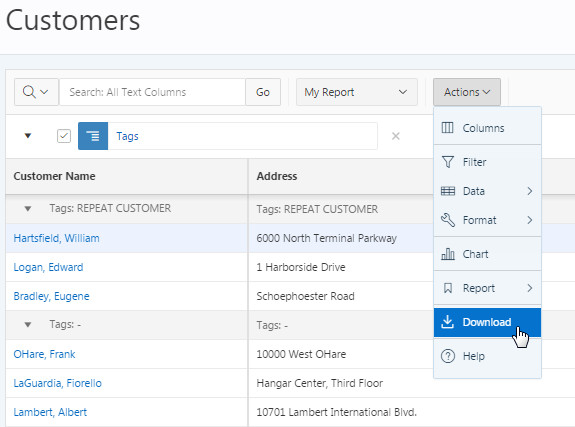 Customers
Search: All Text Columns
Go
My Report
Actions
Columns
Filter
Data
Format
Chart
Report
Download
Help
Tags
Customer Name Address
Tags: REPEAT CUSTOMER Tags: REPEAT CUSTOMER
Hartsfield, William 6000 North Terminal Parkway
Logan, Edward 1 Harborside Drive
Bradley, Eugene Schoephoester Road
Tags: - Tags: -
OHare, Frank 10000 West OHare
LaGuardia, Fiorello Hangar Center, Third Floor
Lambert, Albert 10701 Lambert International Blvd.